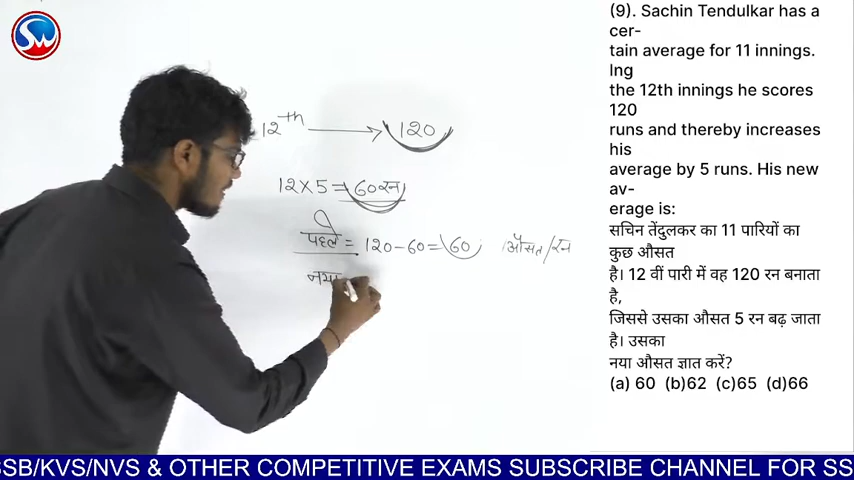 SW
(9). Sachin Tendulkar has a
cer-
tain average for 11 innings.
Ing
the 12th innings he scores
120
runs and thereby increases
his
average by 5 runs. His new
av-
erage is:
सचिन तेंदुलकर का 11 पारियों का
कुछ औसत
है। 12 वीं पारी में वह 120 रन बनाता
है,
जिससे उसका औसत 5 रन बढ़ जाता
है। उसका
नया औसत ज्ञात करें?
(a) 60 (b)62 (c)65 (d)66
12th → 120
12×5=60रन
पहले = 120-60=60 औसत/रन
नया
SSB/KVS/NVS & OTHER COMPETITIVE EXAMS SUBSCRIBE CHANNEL FOR SS